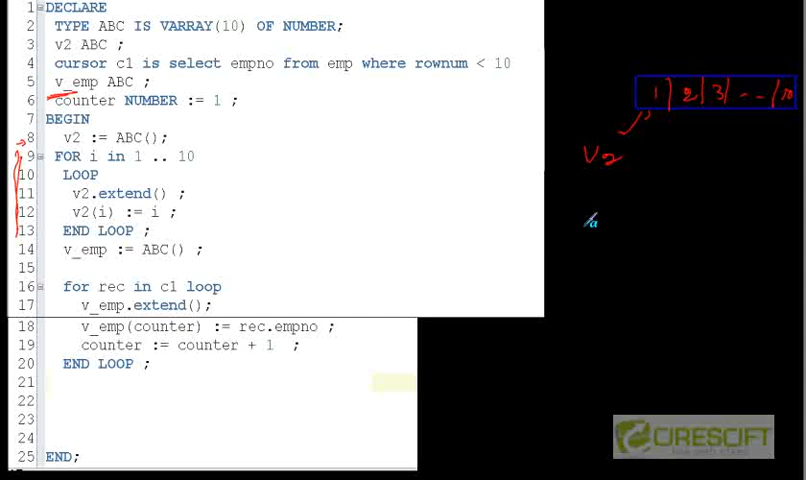 1 DECLARE
2 TYPE ABC IS VARRAY(10) OF NUMBER;
3 v2 ABC ;
4 cursor c1 is select empno from emp where rownum < 10
5 v_emp ABC ;
6 counter NUMBER := 1 ;
7 BEGIN
8 v2 := ABC();
9 FOR i in 1 .. 10
10 LOOP
11 v2.extend() ;
12 v2(i) := i ;
13 END LOOP ;
14 v_emp := ABC() ;
15
16 for rec in c1 loop
17 v_emp.extend();
18 v_emp(counter) := rec.empno ;
19 counter := counter + 1 ;
20 END LOOP ;
21
22
23
24
25 END;
1 | 2 | 3 | - - | 10
V2